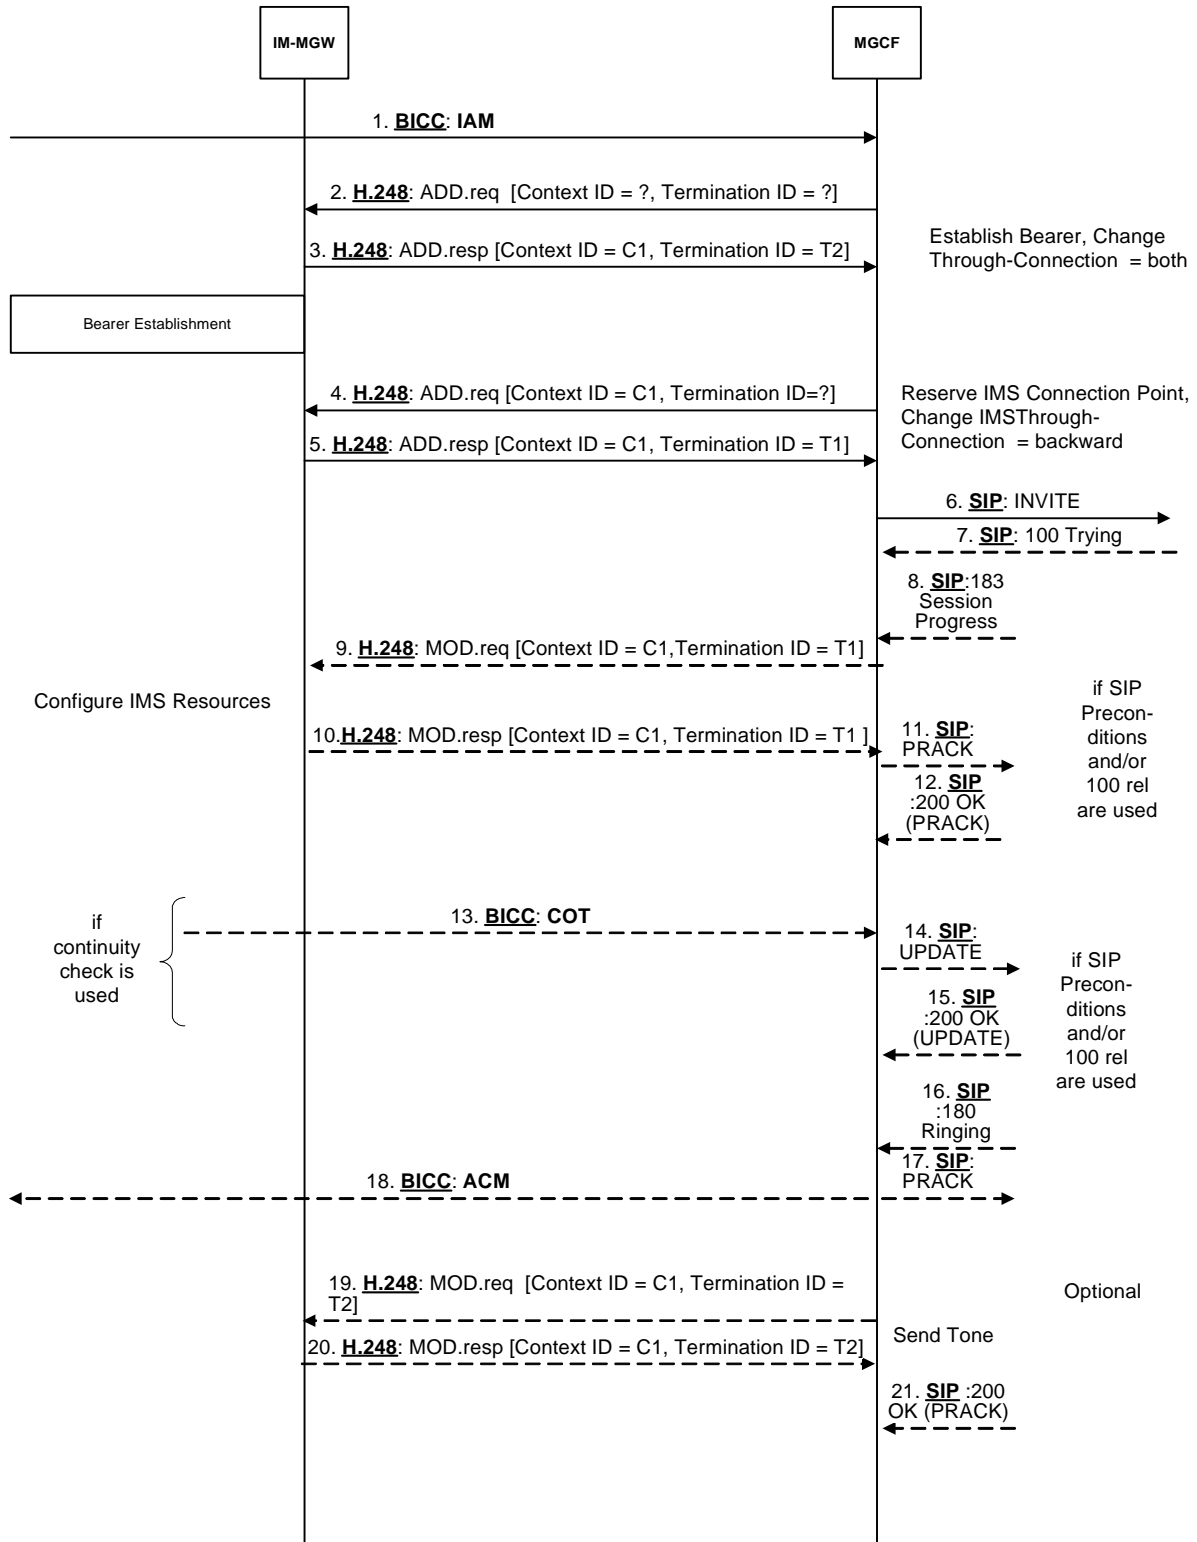 IM-MGW
MGCF
1. BICC: IAM
2. H.248: ADD.req [Context ID = ?, Termination ID = ?]
3. H.248: ADD.resp [Context ID = C1, Termination ID = T2]
Establish Bearer, Change
Through-Connection = both
Bearer Establishment
4. H.248: ADD.req [Context ID = C1, Termination ID=?]
5. H.248: ADD.resp [Context ID = C1, Termination ID = T1]
Reserve IMS Connection Point,
Change IMSThrough-
Connection = backward
6. SIP: INVITE
7. SIP: 100 Trying
8. SIP:183
Session
Progress
9. H.248: MOD.req [Context ID = C1,Termination ID = T1]
Configure IMS Resources
10.H.248: MOD.resp [Context ID = C1, Termination ID = T1 ]
11. SIP:
PRACK
12. SIP
:200 OK
(PRACK)
if SIP
Precon-
ditions
and/or
100 rel
are used
if
continuity
check is
used
13. BICC: COT
14. SIP:
UPDATE
15. SIP
:200 OK
(UPDATE)
if SIP
Precon-
ditions
and/or
100 rel
are used
16. SIP
:180
Ringing
17. SIP:
PRACK
18. BICC: ACM
19. H.248: MOD.req [Context ID = C1, Termination ID =
T2]
Optional
20. H.248: MOD.resp [Context ID = C1, Termination ID = T2]
Send Tone
21. SIP :200
OK (PRACK)